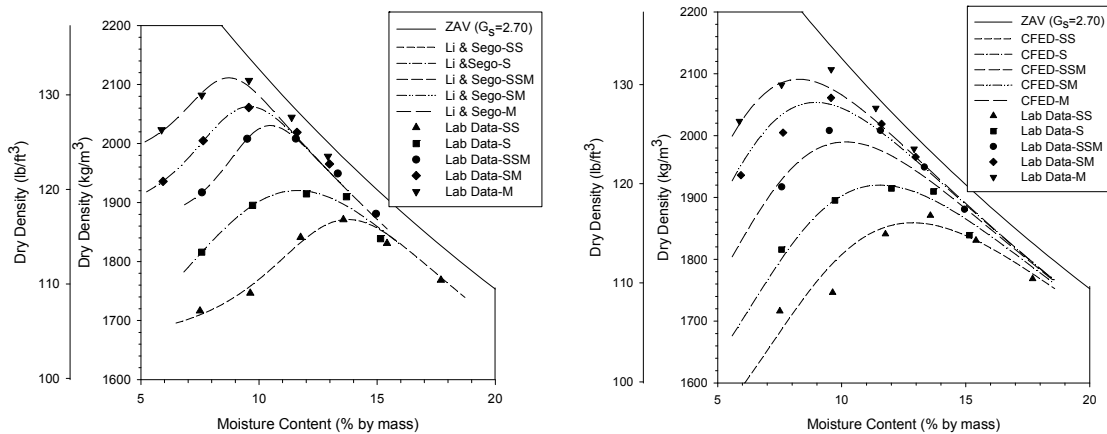 2200
2100
2000
1900
1800
1700
1600
130
120
110
100
Dry Density (lb/ft³)
Dry Density (kg/m³)
5
10
15
20
Moisture Content (% by mass)
ZAV (Gs=2.70)
Li & Sego-SS
Li &Sego-S
Li & Sego-SSM
Li & Sego-SM
Li & Sego-M
Lab Data-SS
Lab Data-S
Lab Data-SSM
Lab Data-SM
Lab Data-M
2200
2100
2000
1900
1800
1700
1600
130
120
110
100
Dry Density (lb/ft³)
Dry Density (kg/m³)
5
10
15
20
Moisture Content (% by mass)
ZAV (Gs=2.70)
CFED-SS
CFED-S
CFED-SSM
CFED-SM
CFED-M
Lab Data-SS
Lab Data-S
Lab Data-SSM
Lab Data-SM
Lab Data-M